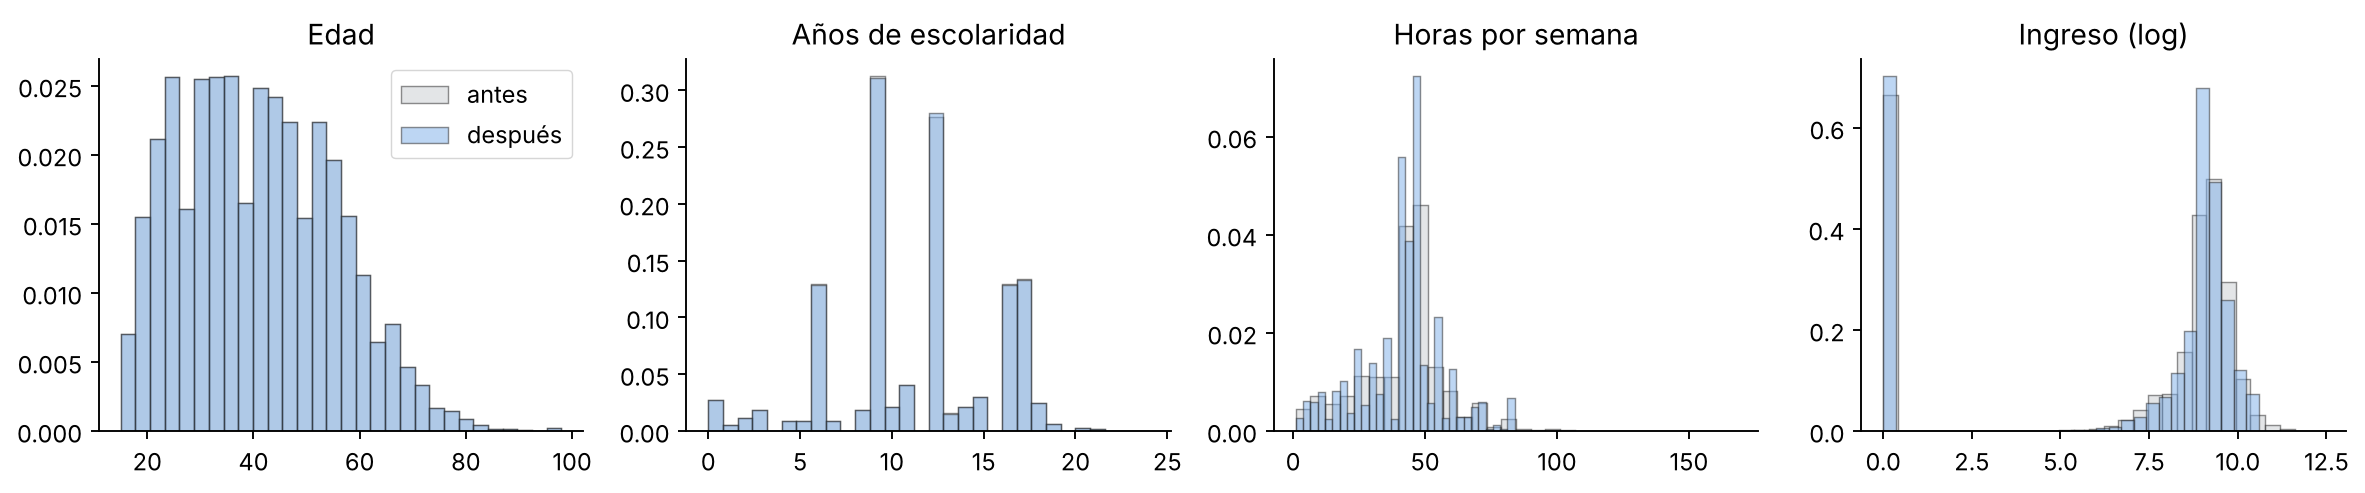 Edad
antes
después
0.025
0.020
0.015
0.010
0.005
0.000
20 40 60 80 100
Años de escolaridad
0.30
0.25
0.20
0.15
0.10
0.05
0.00
0 5 10 15 20 25
Horas por semana
0.06
0.04
0.02
0.00
0 50 100 150
Ingreso (log)
0.6
0.4
0.2
0.0
0.0 2.5 5.0 7.5 10.0 12.5